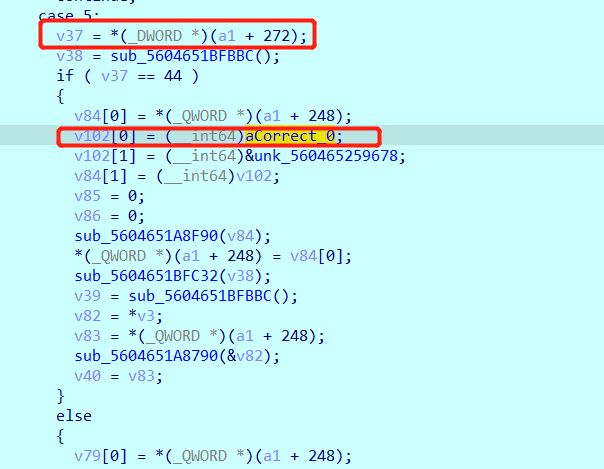 case 5:
v37 = *(_DWORD *)(a1 + 272);
v38 = sub_5604651BFBBC();
if ( v37 == 44 )
{
v84[0] = *(_QWORD *)(a1 + 248);
v102[0] = (__int64)aCorrect_0;
v102[1] = (__int64)&unk_560465259678;
v84[1] = (__int64)v102;
v85 = 0;
v86 = 0;
sub_5604651A8F90(v84);
*(_QWORD *)(a1 + 248) = v84[0];
sub_5604651BFC32(v38);
v39 = sub_5604651BFBBC();
v82 = *v3;
v83 = *(_QWORD *)(a1 + 248);
sub_5604651A8790(&v82);
v40 = v83;
}
else
{
v79[0] = *(_QWORD *)(a1 + 248);